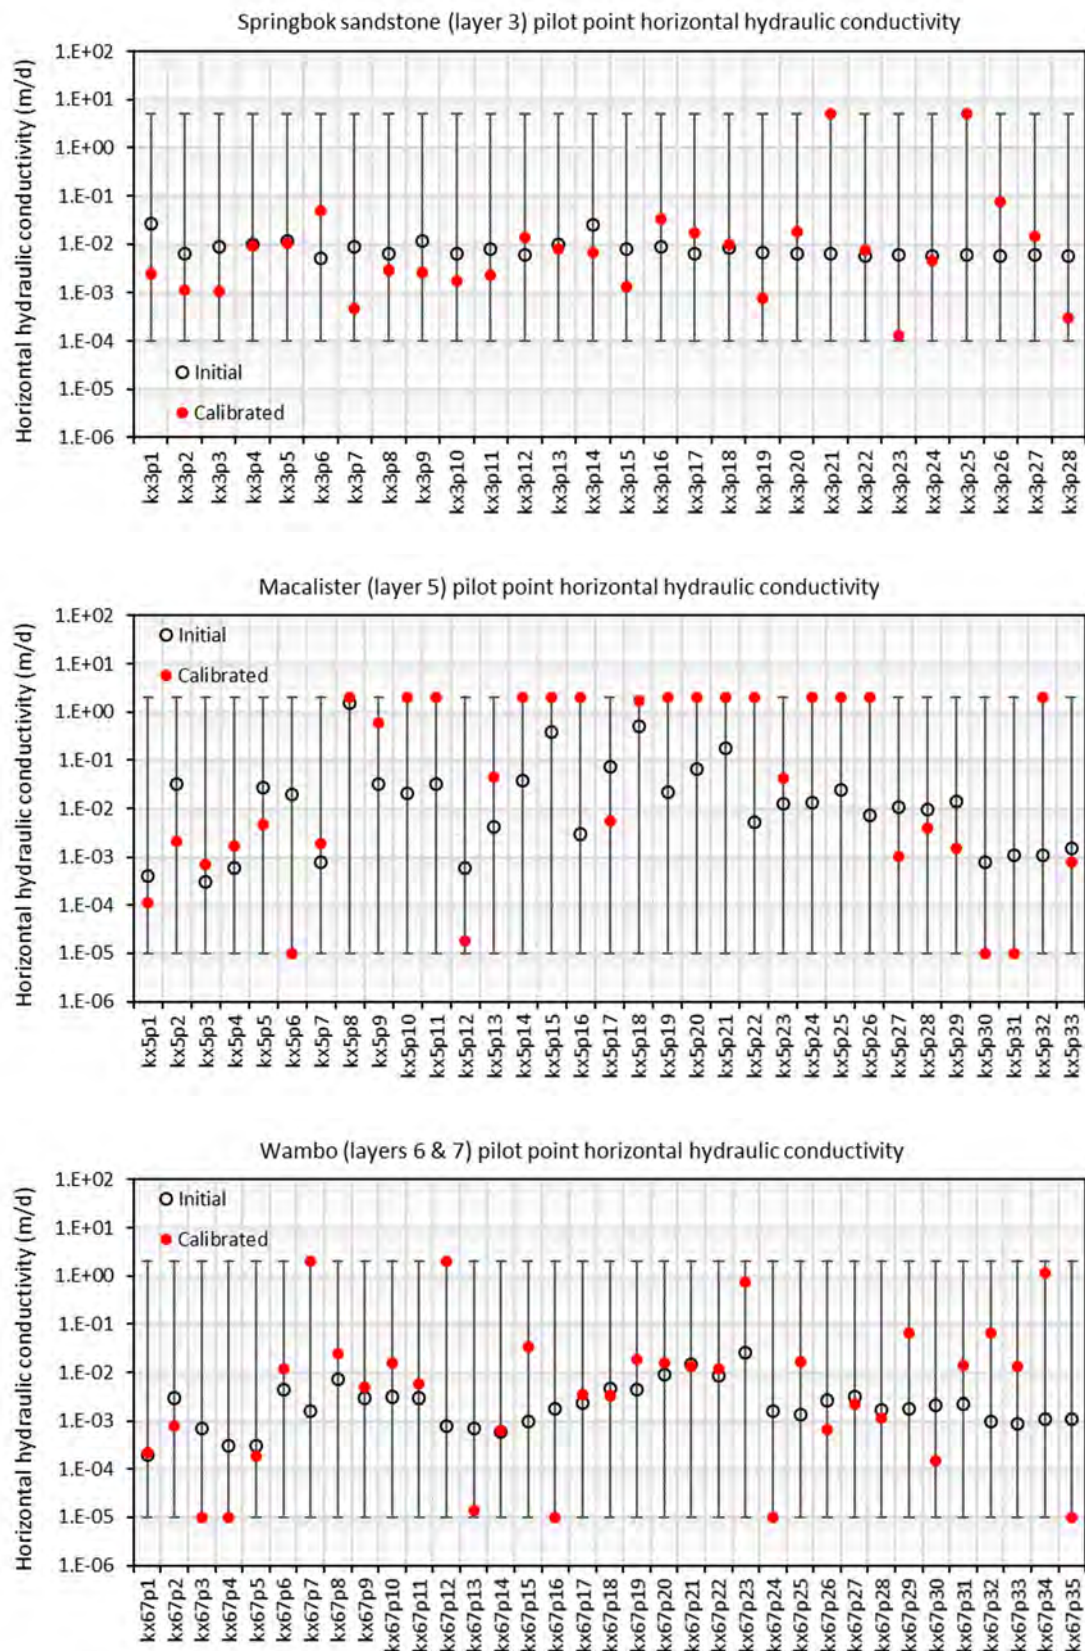 Springbok sandstone (layer 3) pilot point horizontal hydraulic conductivity
Horizontal hydraulic conductivity (m/d)
1.E+02
1.E+01
1.E+00
1.E-01
1.E-02
1.E-03
1.E-04
1.E-05
1.E-06
Initial
Calibrated
kx3p1
kx3p2
kx3p3
kx3p4
kx3p5
kx3p6
kx3p7
kx3p8
kx3p9
kx3p10
kx3p11
kx3p12
kx3p13
kx3p14
kx3p15
kx3p16
kx3p17
kx3p18
kx3p19
kx3p20
kx3p21
kx3p22
kx3p23
kx3p24
kx3p25
kx3p26
kx3p27
kx3p28
Macalister (layer 5) pilot point horizontal hydraulic conductivity
Horizontal hydraulic conductivity (m/d)
1.E+02
1.E+01
1.E+00
1.E-01
1.E-02
1.E-03
1.E-04
1.E-05
1.E-06
Initial
Calibrated
kx5p1
kx5p2
kx5p3
kx5p4
kx5p5
kx5p6
kx5p7
kx5p8
kx5p9
kx5p10
kx5p11
kx5p12
kx5p13
kx5p14
kx5p15
kx5p16
kx5p17
kx5p18
kx5p19
kx5p20
kx5p21
kx5p22
kx5p23
kx5p24
kx5p25
kx5p26
kx5p27
kx5p28
kx5p29
kx5p30
kx5p31
kx5p32
kx5p33
Wambo (layers 6 & 7) pilot point horizontal hydraulic conductivity
Horizontal hydraulic conductivity (m/d)
1.E+02
1.E+01
1.E+00
1.E-01
1.E-02
1.E-03
1.E-04
1.E-05
1.E-06
Initial
Calibrated
kx67p1
kx67p2
kx67p3
kx67p4
kx67p5
kx67p6
kx67p7
kx67p8
kx67p9
kx67p10
kx67p11
kx67p12
kx67p13
kx67p14
kx67p15
kx67p16
kx67p17
kx67p18
kx67p19
kx67p20
kx67p21
kx67p22
kx67p23
kx67p24
kx67p25
kx67p26
kx67p27
kx67p28
kx67p29
kx67p30
kx67p31
kx67p32
kx67p33
kx67p34
kx67p35